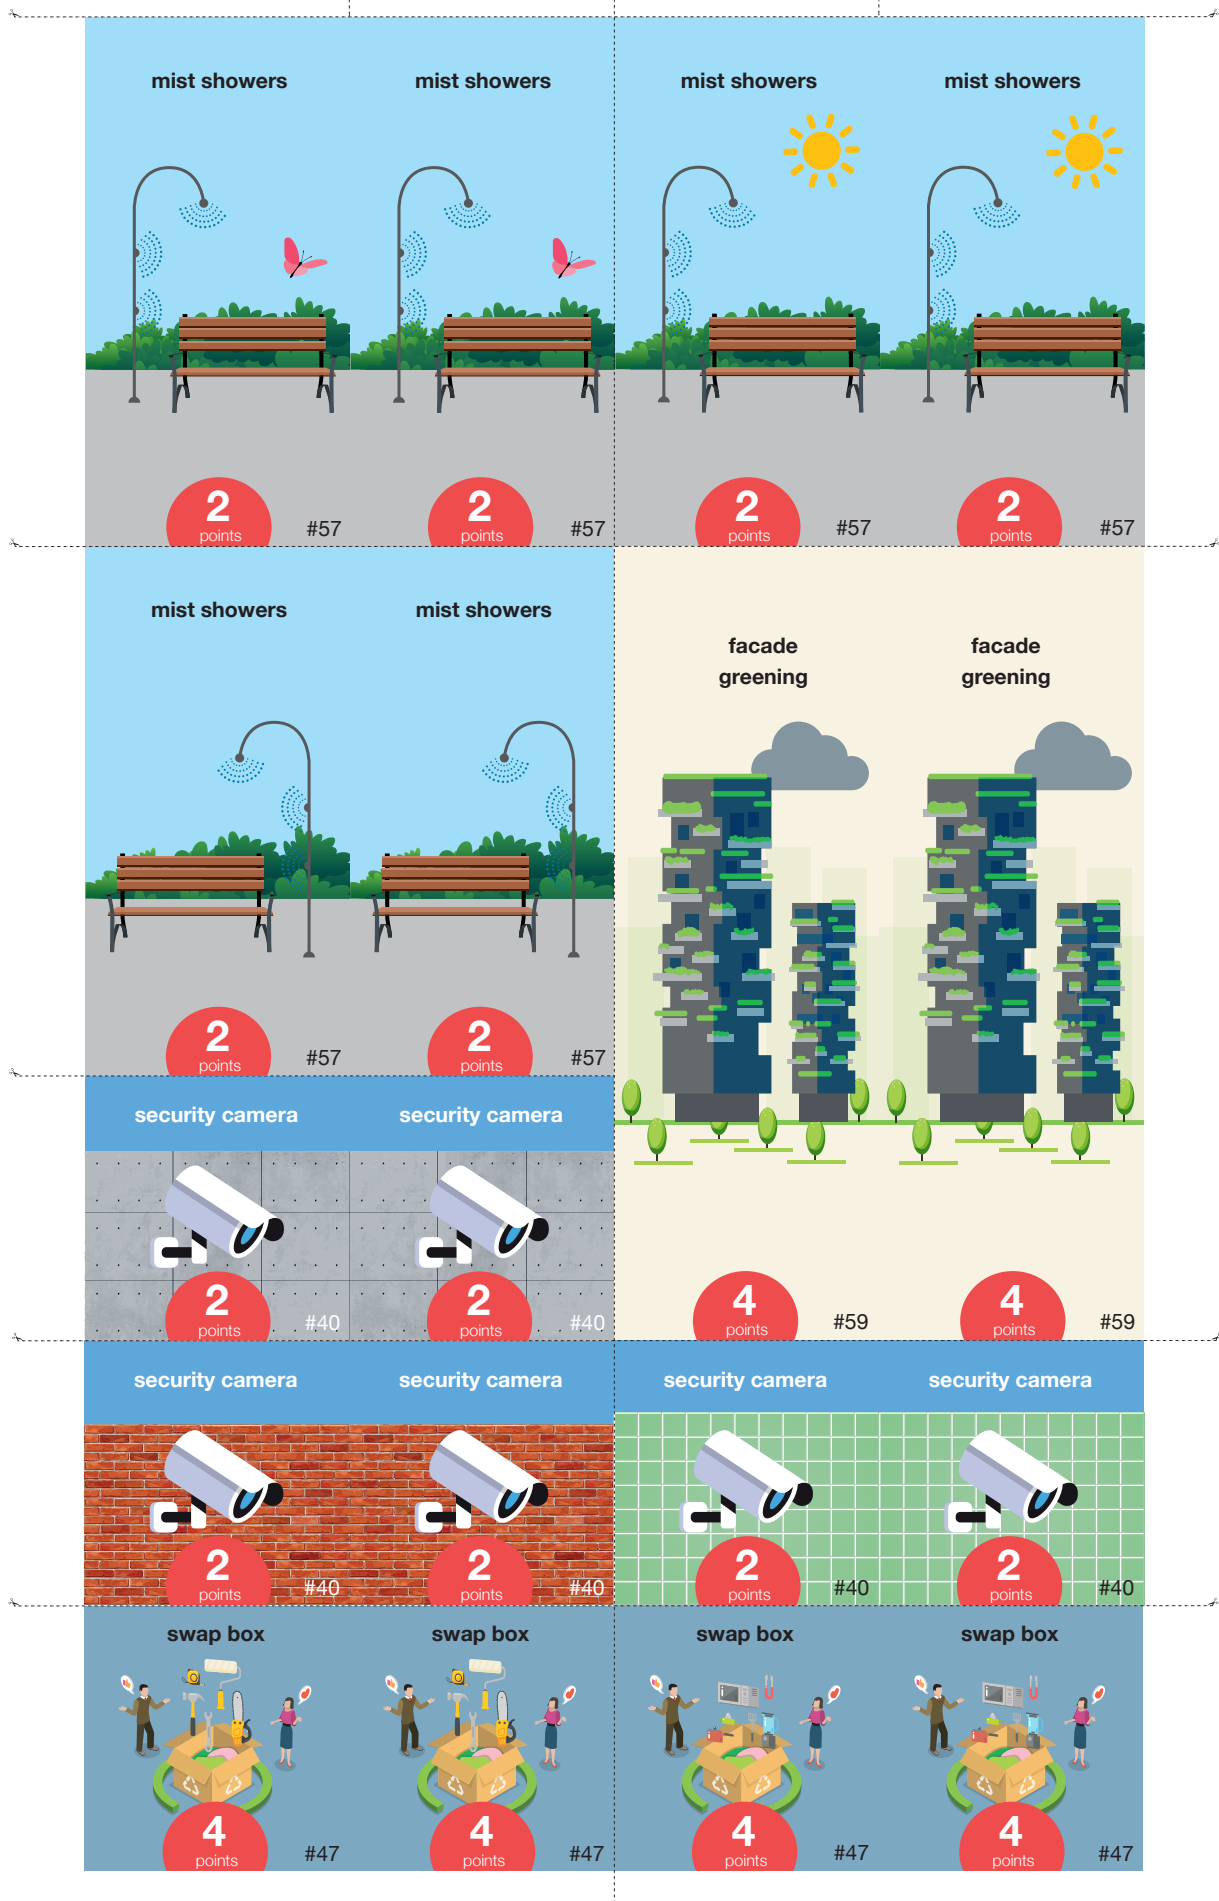 mist showers
mist showers
mist showers
mist showers
2
points
#57
2
points
#57
2
points
#57
2
points
#57
mist showers
mist showers
2
points
#57
2
points
#57
facade
greening
facade
greening
security camera
security camera
2
points
#40
2
points
#40
4
points
#59
4
points
#59
security camera
security camera
security camera
security camera
2
points
#40
2
points
#40
2
points
#40
2
points
#40
swap box
swap box
swap box
swap box
4
points
#47
4
points
#47
4
points
#47
4
points
#47